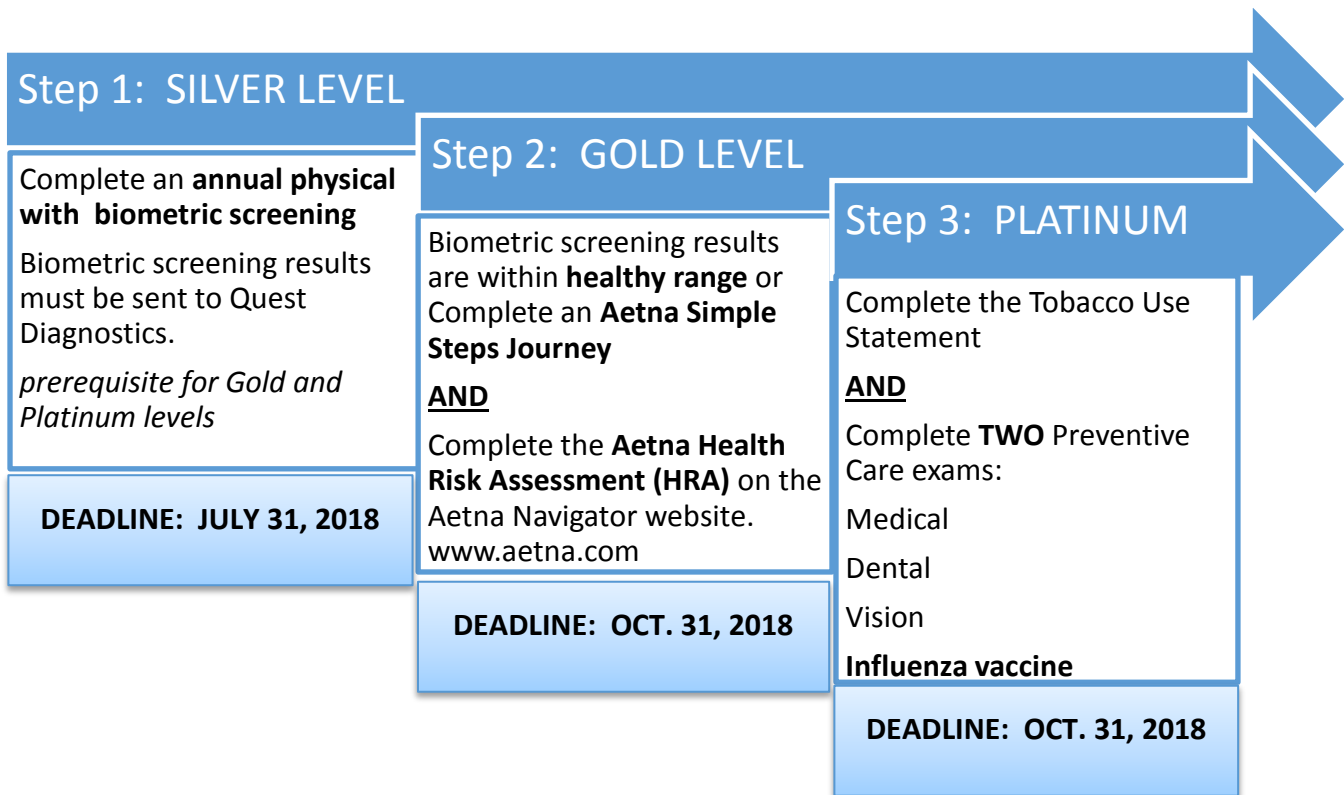 Step 1: SILVER LEVEL
Complete an annual physical
with biometric screening
Biometric screening results
must be sent to Quest
Diagnostics.
prerequisite for Gold and
Platinum levels
DEADLINE: JULY 31, 2018
Step 2: GOLD LEVEL
Biometric screening results
are within healthy range or
Complete an Aetna Simple
Steps Journey
AND
Complete the Aetna Health
Risk Assessment (HRA) on the
Aetna Navigator website.
www.aetna.com
DEADLINE: OCT. 31, 2018
Step 3: PLATINUM
Complete the Tobacco Use
Statement
AND
Complete TWO Preventive
Care exams:
Medical
Dental
Vision
Influenza vaccine
DEADLINE: OCT. 31, 2018